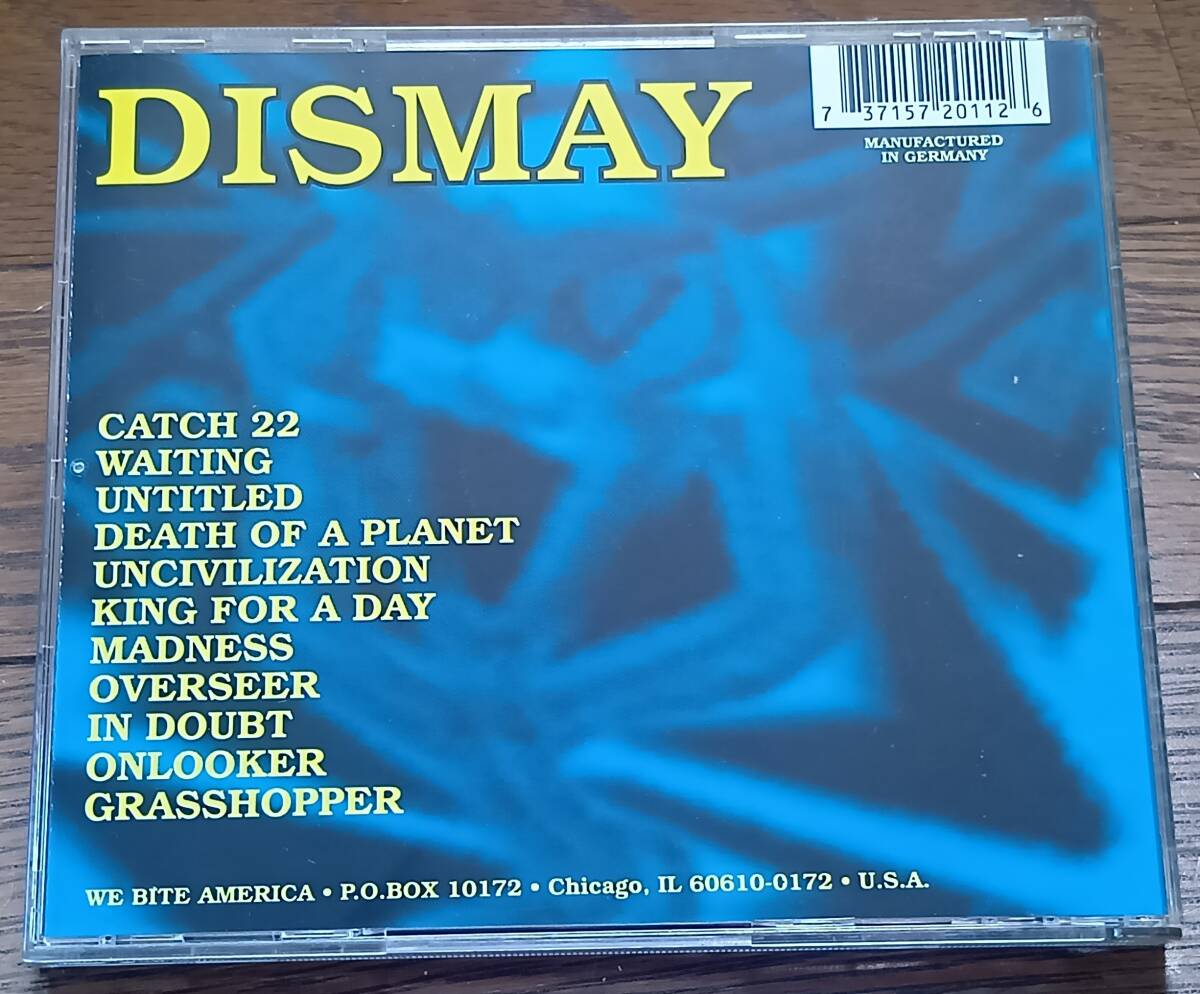 DISMAY
7 37157 20112 6
MANUFACTURED
IN GERMANY
CATCH 22
WAITING
UNTITLED
DEATH OF A PLANET
UNCIVILIZATION
KING FOR A DAY
MADNESS
OVERSEER
IN DOUBT
ONLOOKER
GRASSHOPPER
WE BITE AMERICA • P.O.BOX 10172 • Chicago, IL 60610-0172 • U.S.A.